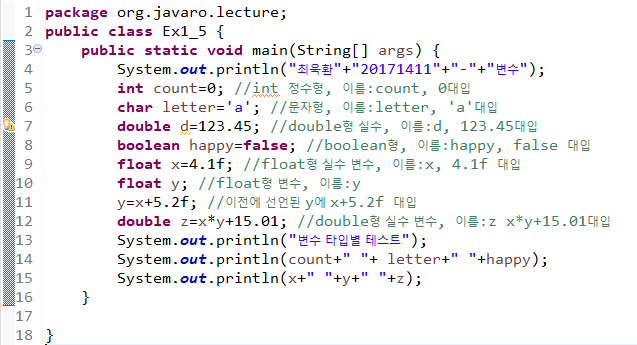 1 package org.javaro.lecture;
2 public class Ex1_5 {
3 public static void main(String[] args) {
4 System.out.println("최욱환"+"20171411"+"-"+"변수");
5 int count=0; //int 정수형, 이름:count, 0대입
6 char letter='a'; //문자형, 이름:letter, 'a'대입
7 double d=123.45; //double형 실수, 이름:d, 123.45대입
8 boolean happy=false; //boolean형, 이름:happy, false 대입
9 float x=4.1f; //float형 실수 변수, 이름:x, 4.1f 대입
10 float y; //float형 변수, 이름:y
11 y=x+5.2f; //이전에 선언된 y에 x+5.2f 대입
12 double z=x*y+15.01; //double형 실수 변수, 이름:z x*y+15.01대입
13 System.out.println("변수 타입별 테스트");
14 System.out.println(count+" "+ letter+" "+happy);
15 System.out.println(x+" "+y+" "+z);
16 }
17
18 }